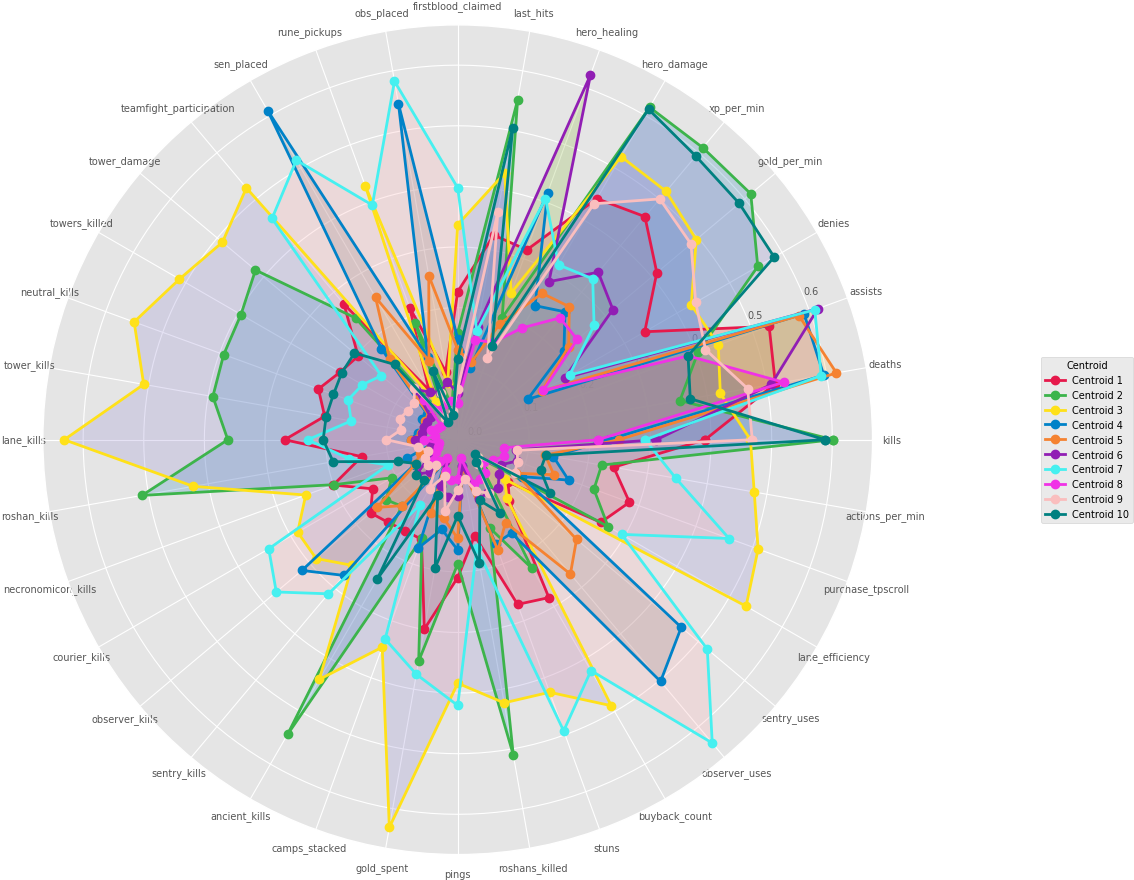 firstblood_claimed
obs_placed
last_hits
rune_pickups
hero_healing
sen_placed
hero_damage
teamfight_participation
xp_per_min
tower_damage
gold_per_min
towers_killed
denies
neutral_kills
assists
0.6
0.5
tower_kills
deaths
lane_kills
kills
roshan_kills
actions_per_min
necronomicon_kills
purchase_tpscroll
courier_kills
lane_efficiency
observer_kills
sentry_uses
sentry_kills
observer_uses
ancient_kills
buyback_count
camps_stacked
stuns
gold_spent
roshans_killed
pings
Centroid
Centroid 1
Centroid 2
Centroid 3
Centroid 4
Centroid 5
Centroid 6
Centroid 7
Centroid 8
Centroid 9
Centroid 10